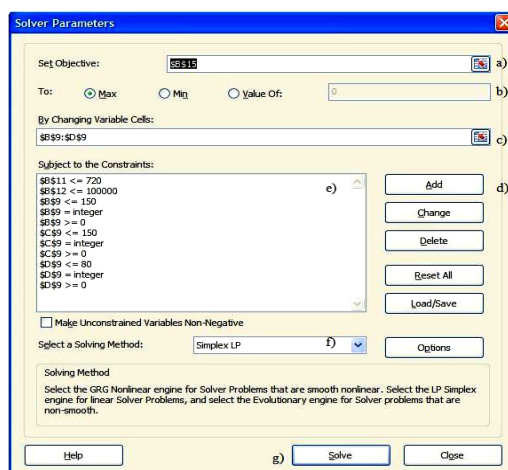 Solver Parameters
Set Objective: $B$15 a)
To: Max Min Value Of: 0 b)
By Changing Variable Cells:
$B$9:$D$9 c)
Subject to the Constraints:
$B$11 <= 720 e) Add d)
$B$12 <= 100000
$B$9 <= 150
$B$9 = integer Change
$B$9 >= 0
$C$9 <= 150
$C$9 = integer Delete
$C$9 >= 0
$D$9 <= 80
$D$9 = integer Reset All
$D$9 >= 0
Load/Save
Make Unconstrained Variables Non-Negative
Select a Solving Method: Simplex LP f) Options
Solving Method
Select the GRG Nonlinear engine for Solver Problems that are smooth nonlinear. Select the LP Simplex
engine for linear Solver Problems, and select the Evolutionary engine for Solver problems that are
non-smooth.
Help g) Solve Close